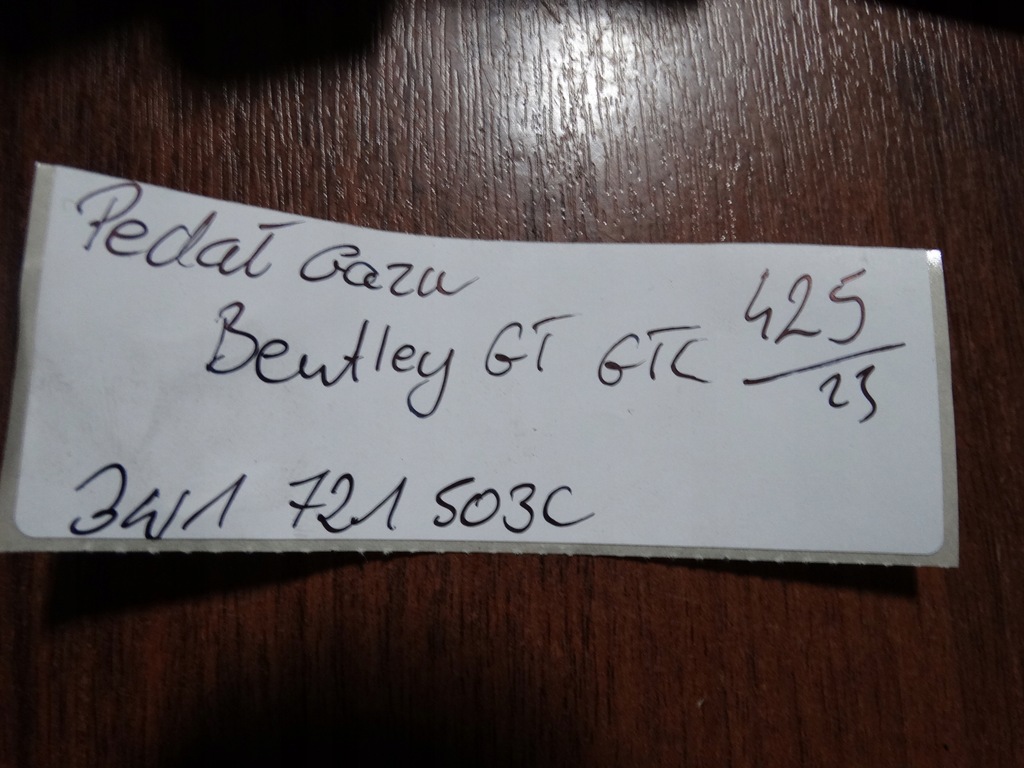 Pedał Gazu
Bentley GT GTC 425/23
3W1 721 503C